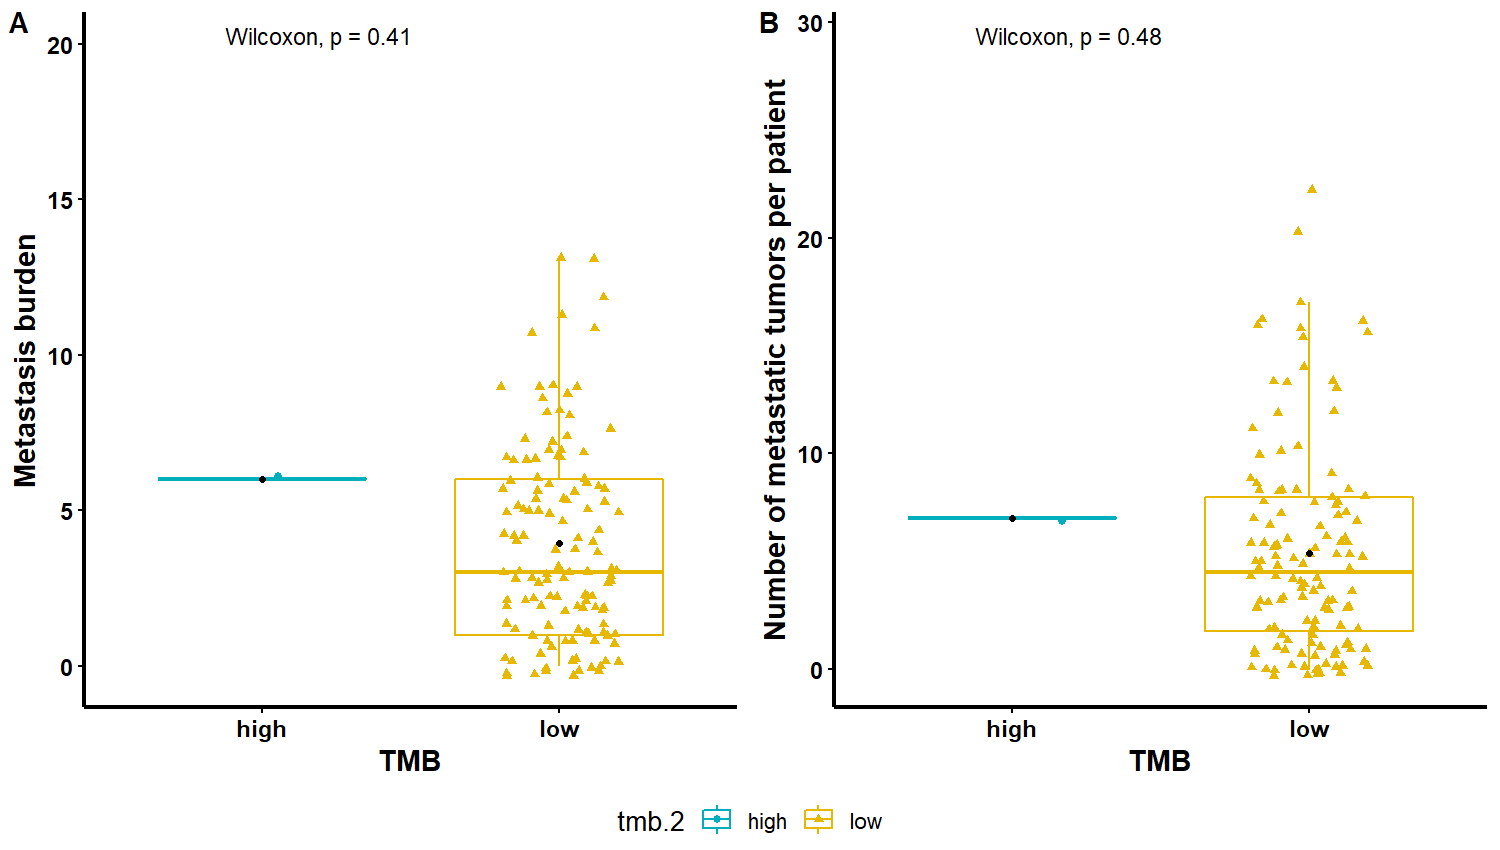 A
Wilcoxon, p = 0.41
Metastasis burden
20
15
10
5
0
high
low
TMB
B
Wilcoxon, p = 0.48
Number of metastatic tumors per patient
30
20
10
0
high
low
TMB
tmb.2
high
low